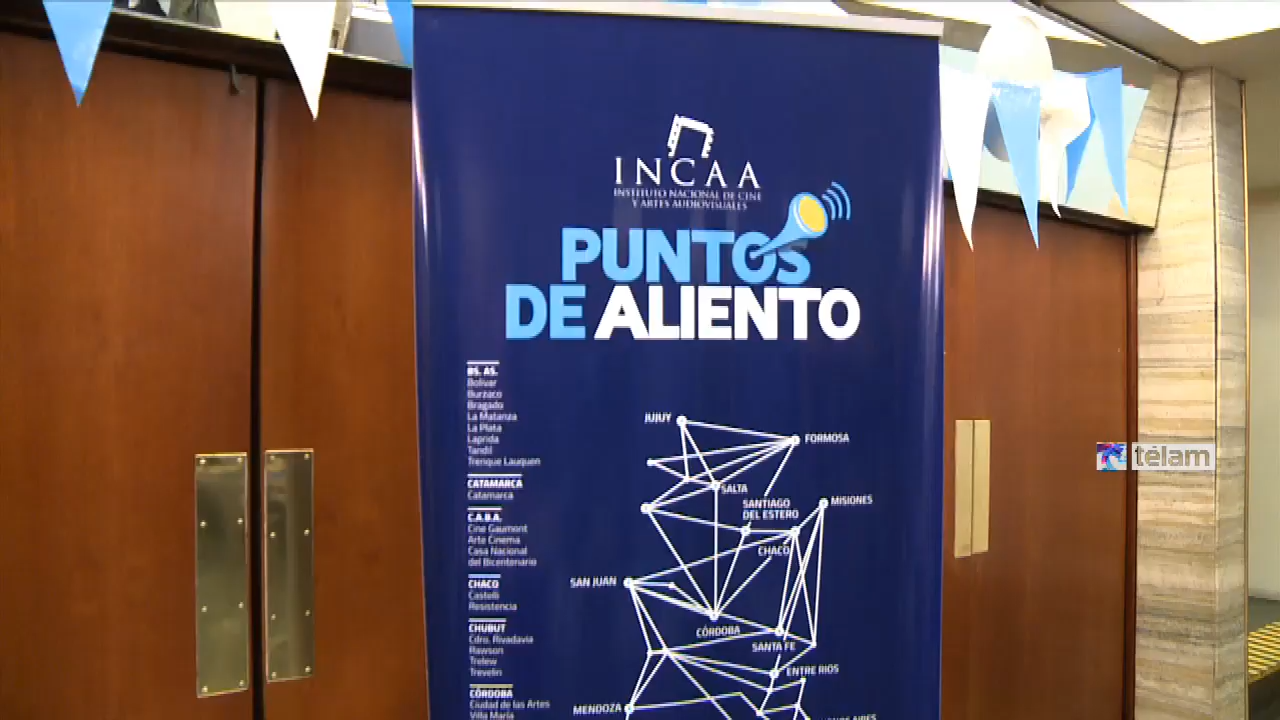 INCAA
INSTITUTO NACIONAL DE CINE
Y ARTES AUDIOVISUALES
PUNTOS
DE ALIENTO
BS. AS.
Bolívar
Burzaco
Bragado
La Matanza
La Plata
Laprida
Tandil
Trenque Lauquen
CATAMARCA
Catamarca
C.A.B.A.
Cine Gaumont
Arte Cinema
Casa Nacional
del Bicentenario
CHACO
Castelli
Resistencia
CHUBUT
Cdro. Rivadavia
Rawson
Trelew
Trevelin
CÓRDOBA
Ciudad de las Artes
Villa María
JUJUY
FORMOSA
SALTA
SANTIAGO
DEL ESTERO
MISIONES
CHACO
SAN JUAN
CÓRDOBA
SANTA FE
ENTRE RIOS
MENDOZA
AIRES
télam